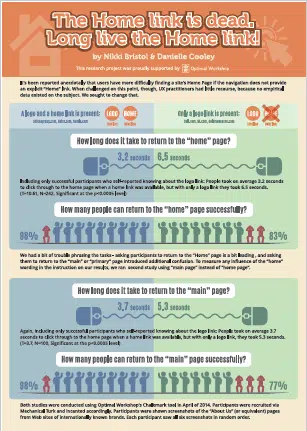 The Home link is dead,
Long live the Home link!
by Nikki Bristol & Danielle Cooley
This research project was proudly supported by Optimal Workshop
It's been reported anecdotally that users have more difficulty finding a site's Home Page if the navigation does not provide
an explicit "Home" link. When challenged on this point, though, UX practitioners had little recourse, because no empirical
data existed on the subject. We sought to change that.
A logo and a home link is present:
LOGO
Only a logo link is present:
LOGO
How long does it take to return to the "home" page?
3,2 seconds
6,5 seconds
Including only successful participants who self-reported knowing about the logo link: People took on average 3.2 seconds
to click through to the home page when a home link was available, but with only a logo link they took 6.5 seconds.
Significant at the p<0.0005 level)
How many people can return to the "home" page successfully?
98%
83%
We had a bit of trouble phrasing the tasks– asking participants to return to the "Home" page is a bit leading , and asking
them to return to the "main" or "primary" page introduced additional confusion. To measure any influence of the "home"
wording in the instruction on our results, we ran second study using "main page" instead of "home page".
How long does it take to return to the "main" page?
3,7 seconds
5,3 seconds
Again, including only successful participants who self-reported knowing about the logo link: People took on average 3.7
seconds to click through to the home page when a home link was available, but with only a logo link, they took 5.3 seconds.
Significant at the p<0.0005 level)
How many people can return to the "main" page successfully?
98%
77%
Both studies were conducted using Optimal Workshop's Chalkmark tool in April of 2014. Participants were recruited via
Mechanical Turk and incented accordingly. Participants were shown screenshots of the "About Us" (or equivalent) pages
from Web sites of internationally known brands. Each participant saw all six screenshots in random order.